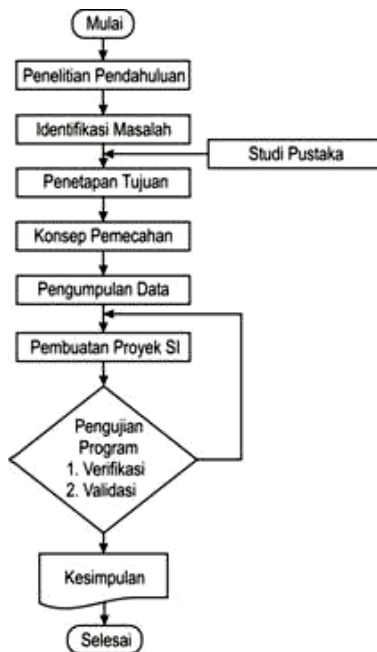 Mulai
Penelitian Pendahuluan
Identifikasi Masalah
Studi Pustaka
Penetapan Tujuan
Konsep Pemecahan
Pengumpulan Data
Pembuatan Proyek SI
Pengujian
Program
1. Verifikasi
2. Validasi
Kesimpulan
Selesai